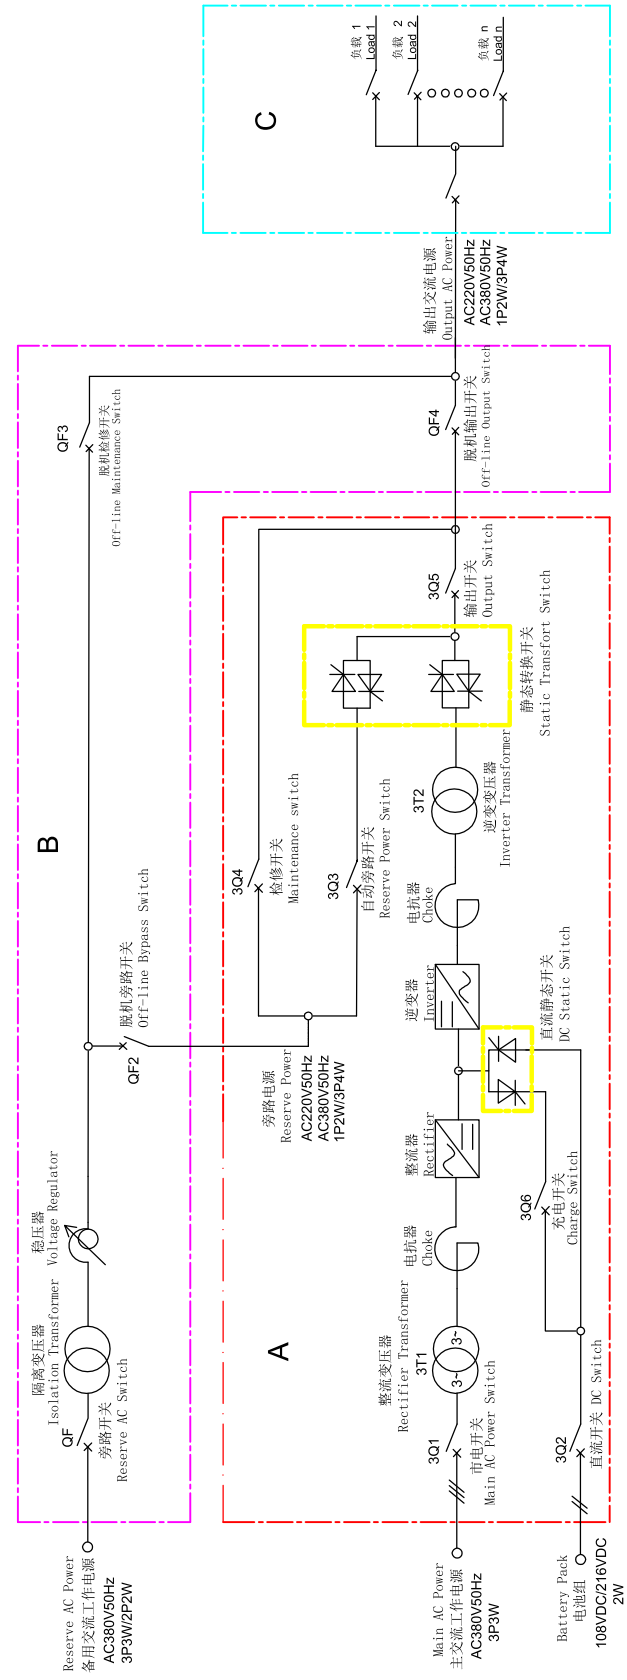 Reserve AC Power
备用交流工作电源
AC380V50Hz
3P3W/2P2W
QF
旁路开关
Reserve AC Switch
隔离变压器
Isolation Transformer
稳压器
Voltage Regulator
B
QF2
脱机旁路开关
Off-line Bypass Switch
QF3
脱机检修开关
Off-line Maintenance Switch
旁路电源
Reserve Power
AC220V50Hz
AC380V50Hz
1P2W/3P4W
3Q4
检修开关
Maintenance switch
3Q3
自动旁路开关
Reserve Power Switch
A
Main AC Power
主交流工作电源
AC380V50Hz
3P3W
3Q1
市电开关
Main AC Power Switch
整流变压器
Rectifier Transformer
3T1
3~
3~
电抗器
Choke
整流器
Rectifier
逆变器
Inverter
电抗器
Choke
3T2
逆变变压器
Inverter Transformer
静态转换开关
Static Transfort Switch
3Q5
输出开关
Output Switch
QF4
脱机输出开关
Off-line Output Switch
Battery Pack
电池组
108VDC/216VDC
2W
3Q2
直流开关 DC Switch
3Q6
充电开关
Charge Switch
直流静态开关
DC Static Switch
输出交流电源
Output AC Power
AC220V50Hz
AC380V50Hz
1P2W/3P4W
C
负载 1
Load 1
负载 2
Load 2
负载 n
Load n